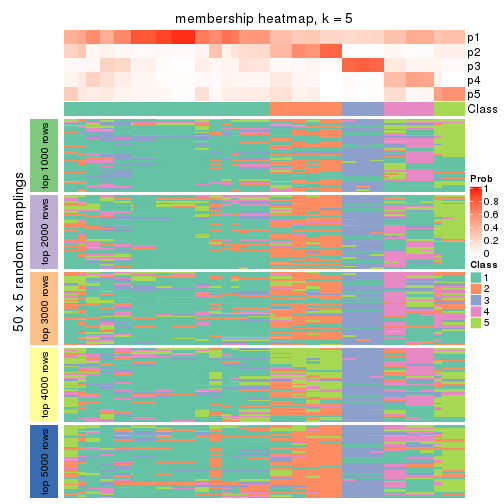 membership heatmap, k = 5
p1
p2
p3
p4
p5
Class
50 x 5 random samplings
top 1000 rows
top 2000 rows
top 3000 rows
top 4000 rows
top 5000 rows
Prob
1
0.8
0.6
0.4
0.2
0
Class
1
2
3
4
5